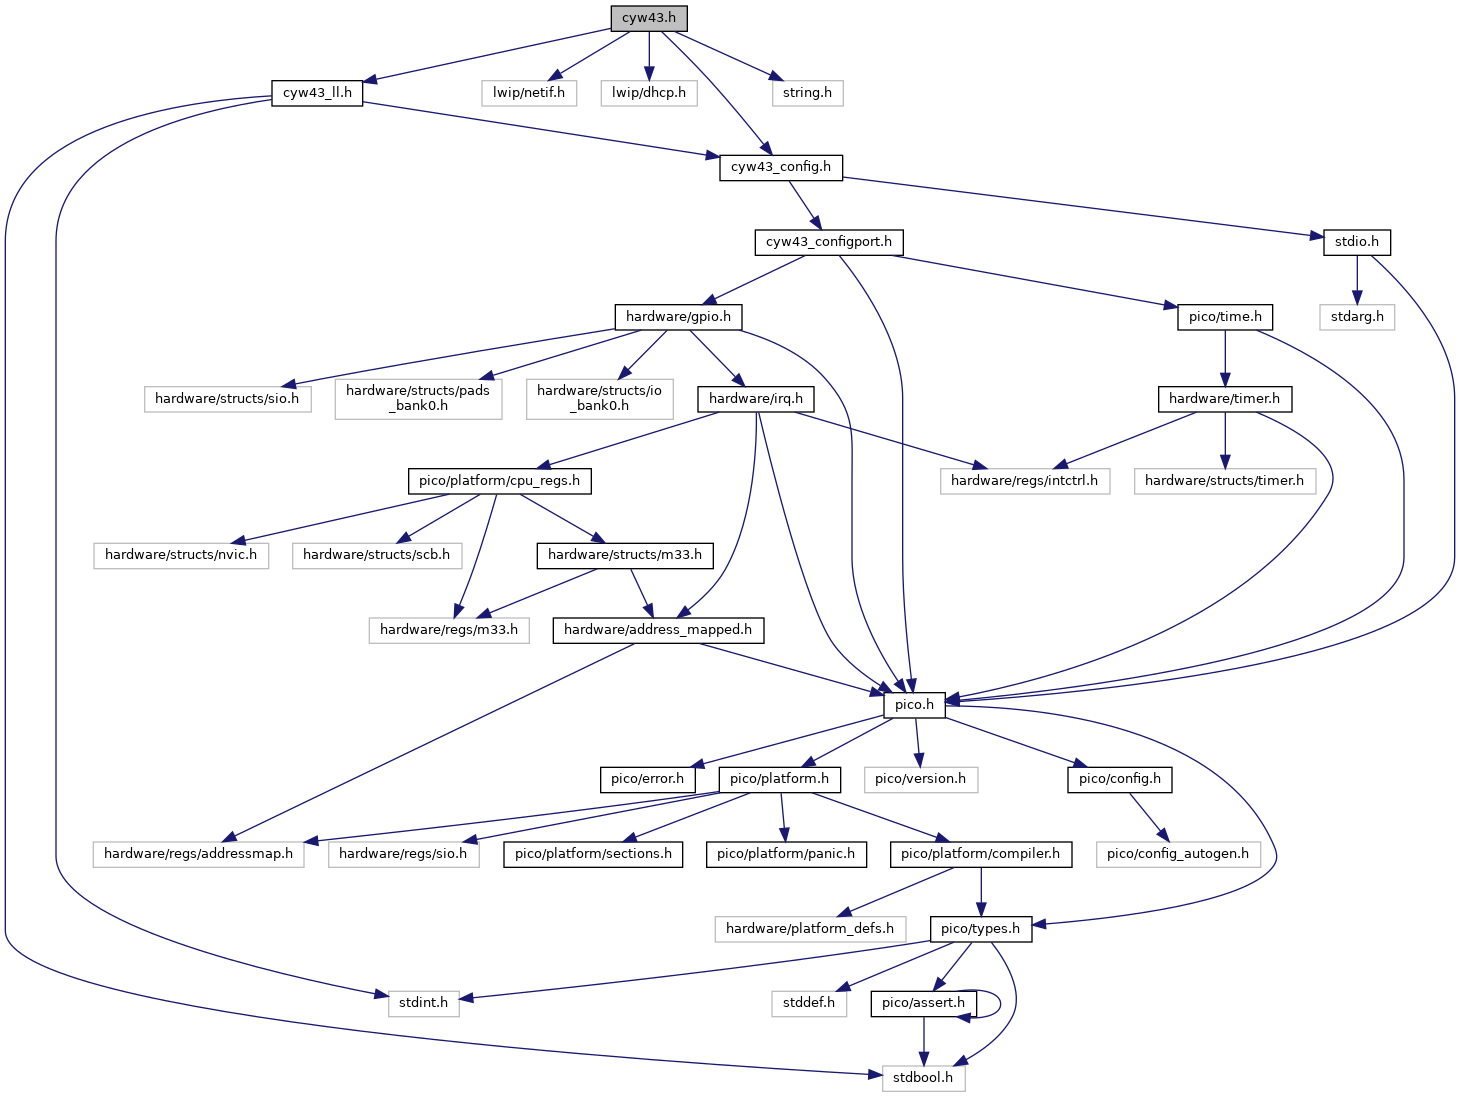 cyw43.h
cyw43_ll.h
lwip/netif.h
lwip/dhcp.h
string.h
cyw43_config.h
cyw43_configport.h
stdio.h
hardware/gpio.h
pico/time.h
stdarg.h
hardware/structs/sio.h
hardware/structs/pads
_bank0.h
hardware/structs/io
_bank0.h
hardware/irq.h
hardware/timer.h
pico/platform/cpu_regs.h
hardware/regs/intctrl.h
hardware/structs/timer.h
hardware/structs/nvic.h
hardware/structs/scb.h
hardware/structs/m33.h
hardware/regs/m33.h
hardware/address_mapped.h
pico.h
pico/error.h
pico/platform.h
pico/version.h
pico/config.h
hardware/regs/addressmap.h
hardware/regs/sio.h
pico/platform/sections.h
pico/platform/panic.h
pico/platform/compiler.h
pico/config_autogen.h
hardware/platform_defs.h
pico/types.h
stdint.h
stddef.h
pico/assert.h
stdbool.h